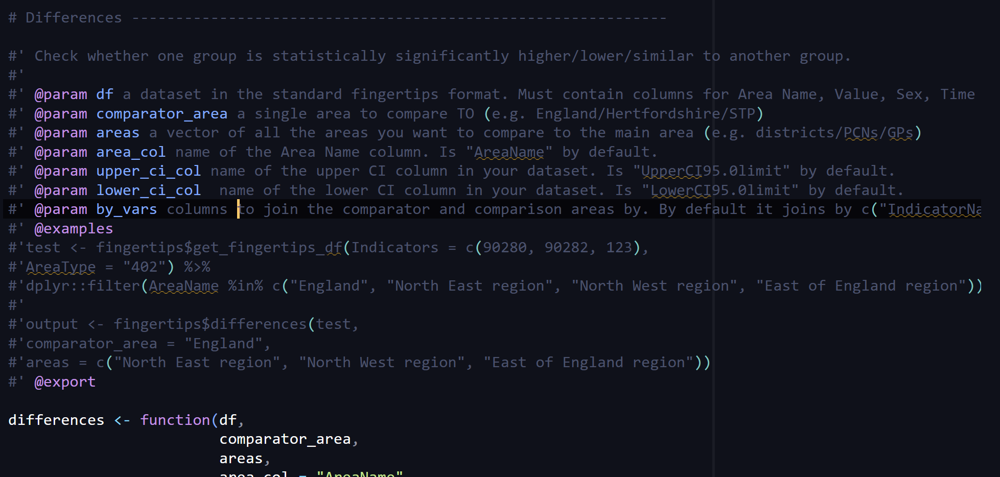 # Differences -------------------------------------------------------------
#' Check whether one group is statistically significantly higher/lower/similar to another group.
#'
#' @param df a dataset in the standard fingertips format. Must contain columns for Area Name, Value, Sex, Time
#' @param comparator_area a single area to compare TO (e.g. England/Hertfordshire/STP)
#' @param areas a vector of all the areas you want to compare to the main area (e.g. districts/PCNs/GPs)
#' @param area_col name of the Area Name column. Is "AreaName" by default.
#' @param upper_ci_col name of the upper CI column in your dataset. Is "UpperCI95.0limit" by default.
#' @param lower_ci_col  name of the lower CI column in your dataset. Is "LowerCI95.0limit" by default.
#' @param by_vars columns to join the comparator and comparison areas by. By default it joins by c("IndicatorNa
#' @examples
#'test <- fingertips$get_fingertips_df(Indicators = c(90280, 90282, 123),
#'AreaType = "402") %>%
#'dplyr::filter(AreaName %in% c("England", "North East region", "North West region", "East of England region"))
#'
#'output <- fingertips$differences(test,
#'comparator_area = "England",
#'areas = c("North East region", "North West region", "East of England region"))
#' @export
differences <- function(df,
comparator_area,
areas,
area_col = "AreaName"